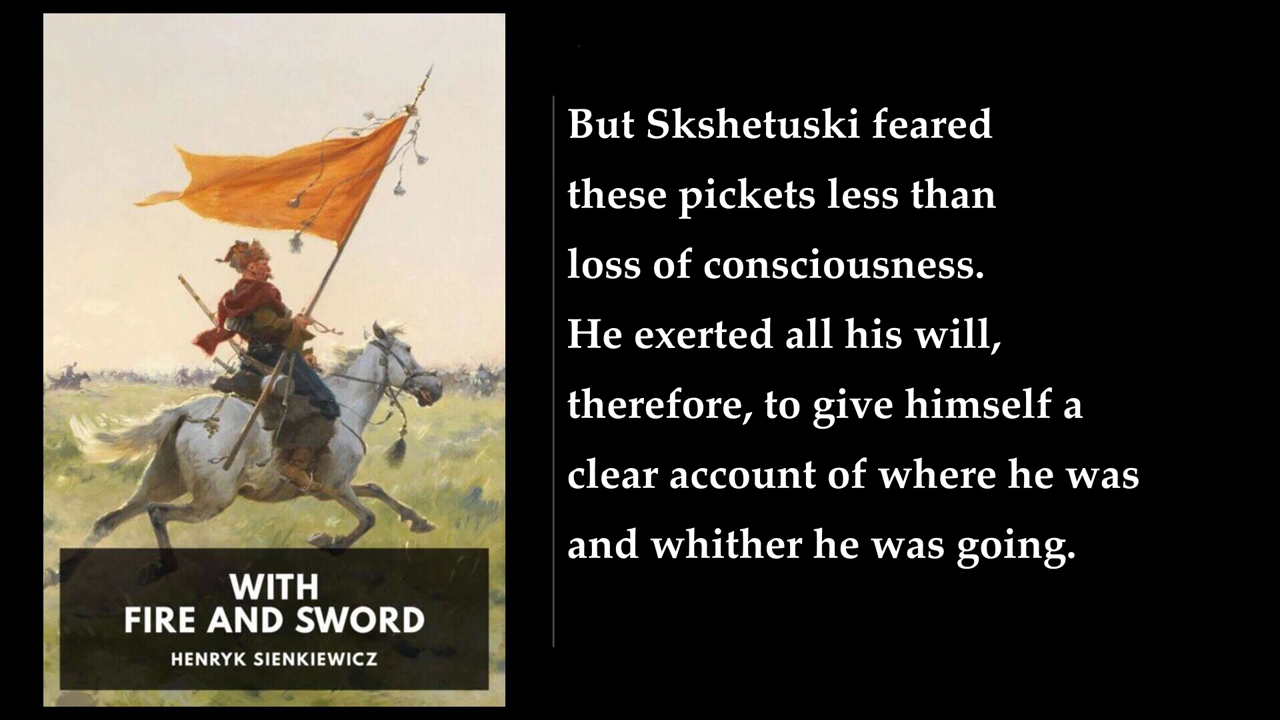 WITH
FIRE AND SWORD
HENRYK SIENKIEWICZ
But Skshetuski feared
these pickets less than
loss of consciousness.
He exerted all his will,
therefore, to give himself a
clear account of where he was
and whither he was going.